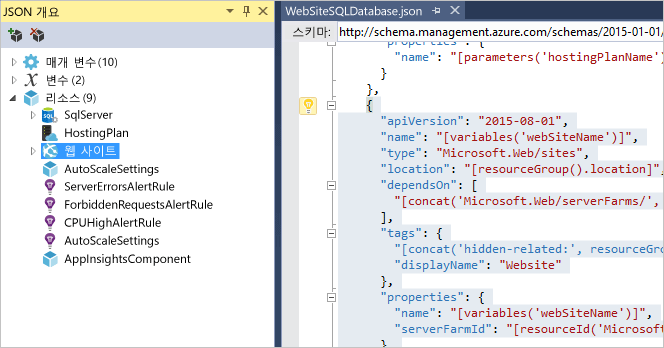 JSON 개요
매개 변수(10)
변수(2)
리소스(9)
SqlServer
HostingPlan
웹 사이트
AutoScaleSettings
ServerErrorsAlertRule
ForbiddenRequestsAlertRule
CPUHighAlertRule
AutoScaleSettings
AppInsightsComponent
WebSiteSQLDatabase.json
스키마: http://schema.management.azure.com/schemas/2015-01-01/
"properties": {
"name": "[parameters('hostingPlanName')
}
},
{
"apiVersion": "2015-08-01",
"name": "[variables('webSiteName')]",
"type": "Microsoft.Web/sites",
"location": "[resourceGroup().location]",
"dependsOn": [
"[concat('Microsoft.Web/serverFarms/',
],
"tags": {
"[concat('hidden-related:', resourceGro
"displayName": "Website"
},
"properties": {
"name": "[variables('webSiteName')]",
"serverFarmId": "[resourceId('Microsoft
}